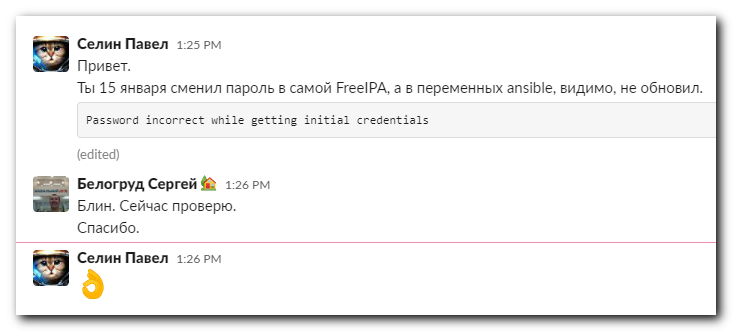 Селин Павел 1:25 PM
Привет.
Ты 15 января сменил пароль в самой FreeIPA, а в переменных ansible, видимо, не обновил.
Password incorrect while getting initial credentials
(edited)
Белогруд Сергей 1:26 PM
Блин. Сейчас проверю.
Спасибо.
Селин Павел 1:26 PM